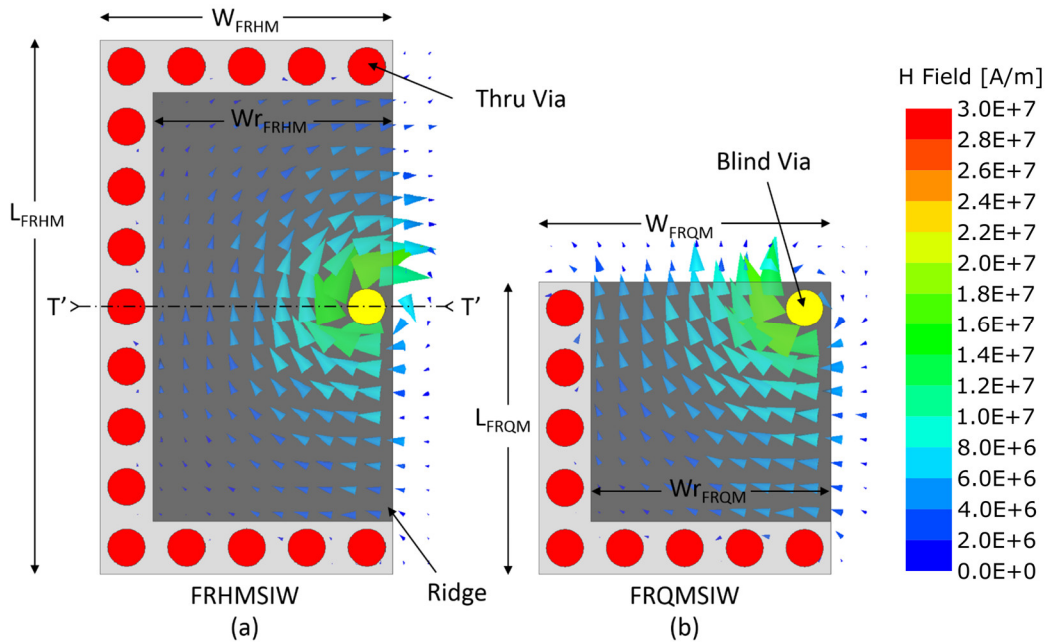 W_FRHM
Thru Via
Wr_FRHM
L_FRHM
T’
T’
Ridge
FRHMSIW
(a)
Blind Via
W_FRQM
L_FRQM
Wr_FRQM
FRQMSIW
(b)
H Field [A/m]
3.0E+7
2.8E+7
2.6E+7
2.4E+7
2.2E+7
2.0E+7
1.8E+7
1.6E+7
1.4E+7
1.2E+7
1.0E+7
8.0E+6
6.0E+6
4.0E+6
2.0E+6
0.0E+0